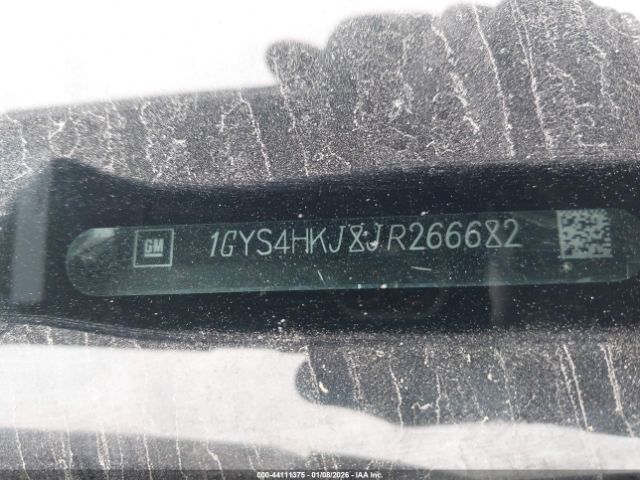 GM 1GYS4HKJ8JR266682
000-44111375 - 01/08/2026 - IAA Inc.